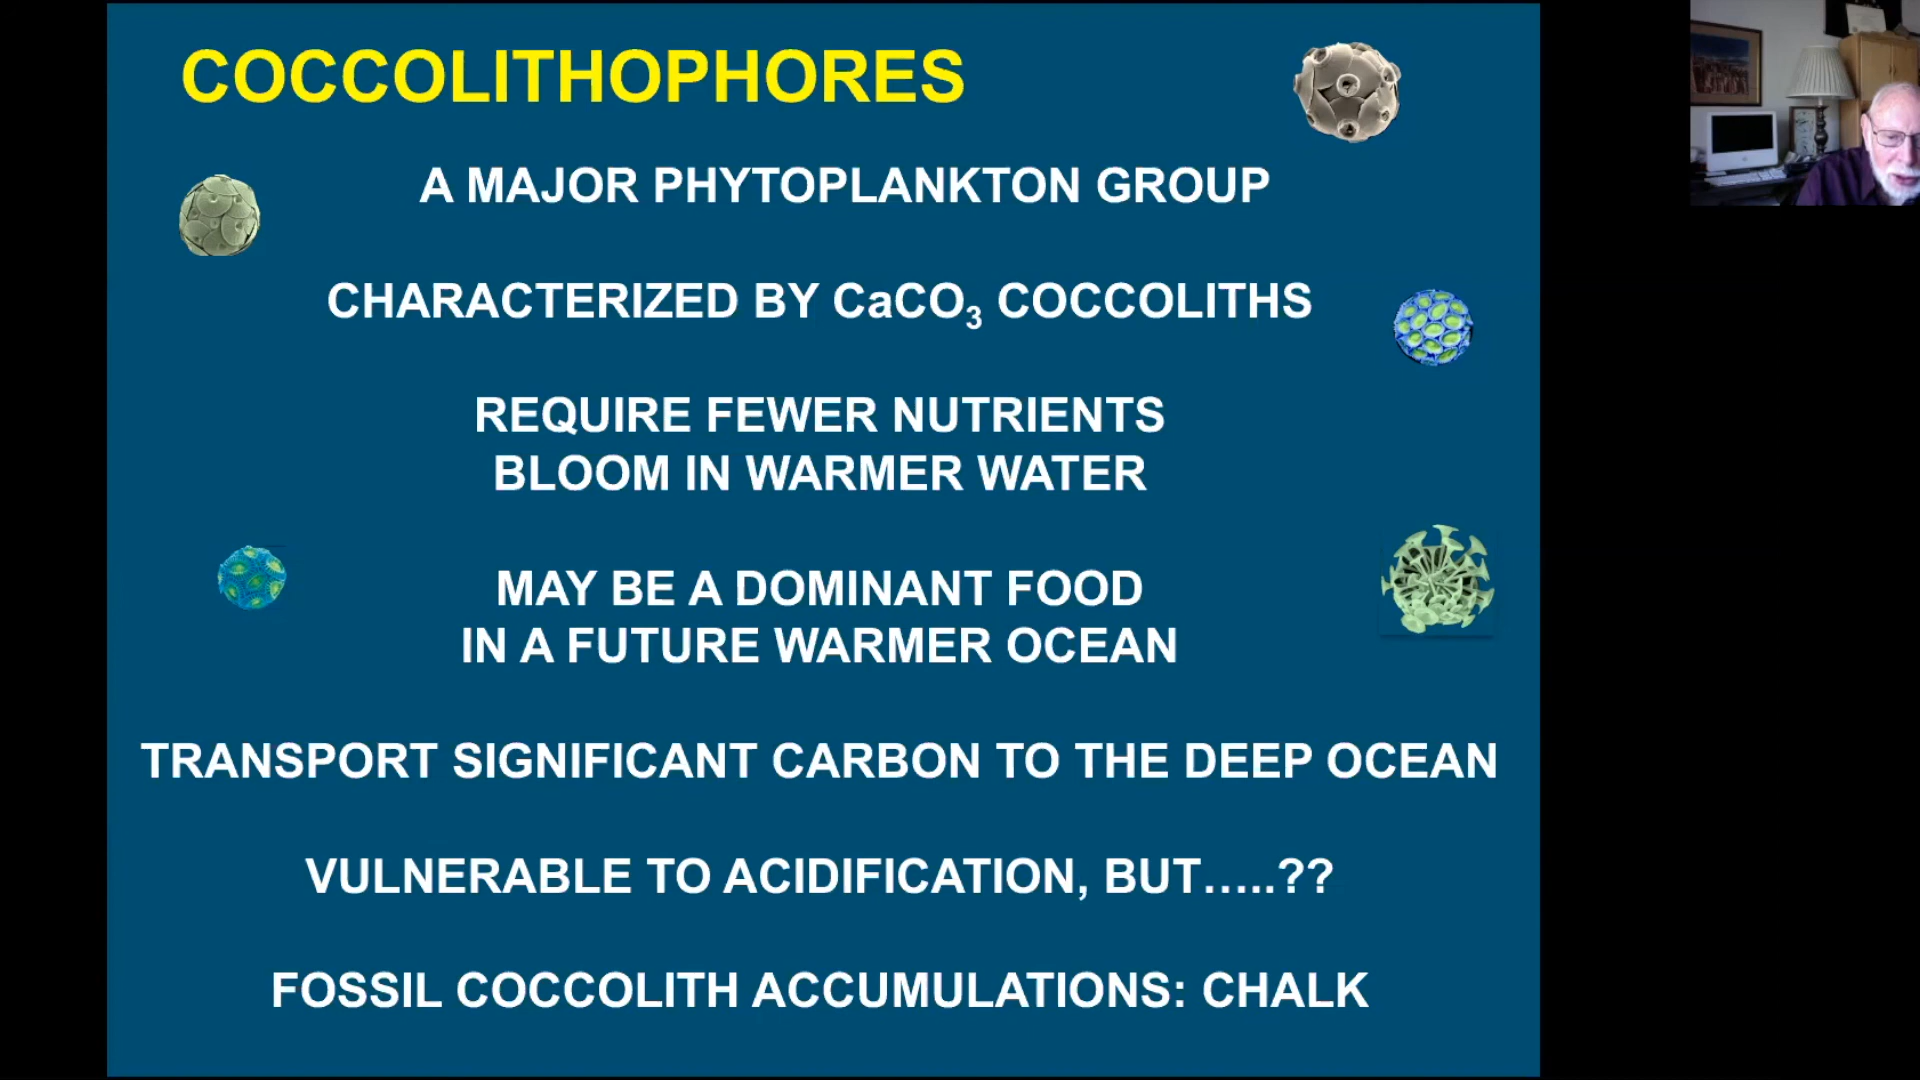 COCCOLITHOPHORES
A MAJOR PHYTOPLANKTON GROUP
CHARACTERIZED BY CaCO₃ COCCOLITHS
REQUIRE FEWER NUTRIENTS
BLOOM IN WARMER WATER
MAY BE A DOMINANT FOOD
IN A FUTURE WARMER OCEAN
TRANSPORT SIGNIFICANT CARBON TO THE DEEP OCEAN
VULNERABLE TO ACIDIFICATION, BUT…..??
FOSSIL COCCOLITH ACCUMULATIONS: CHALK